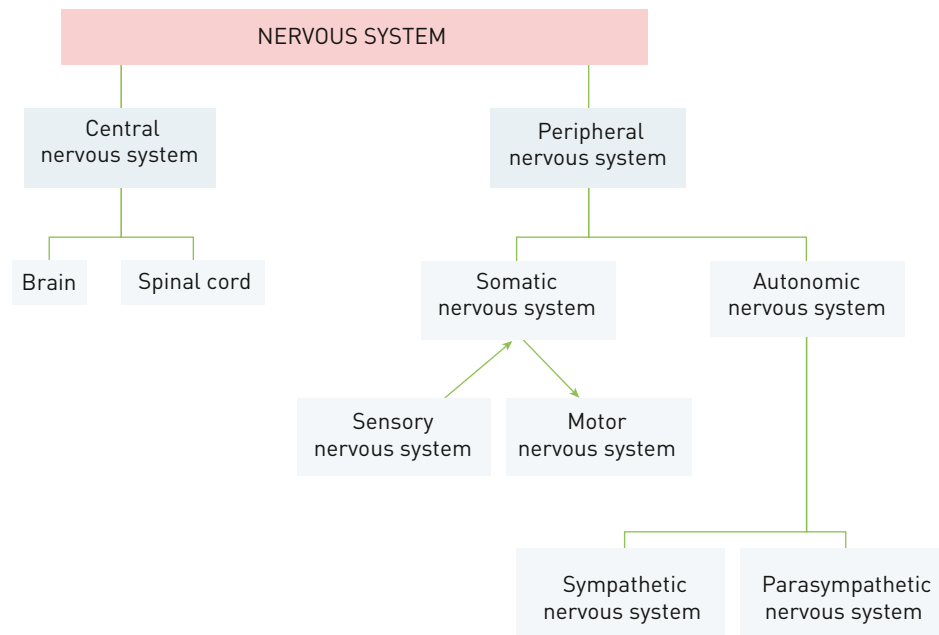 NERVOUS SYSTEM
Central
nervous system
Peripheral
nervous system
Brain
Spinal cord
Somatic
nervous system
Autonomic
nervous system
Sensory
nervous system
Motor
nervous system
Sympathetic
nervous system
Parasympathetic
nervous system